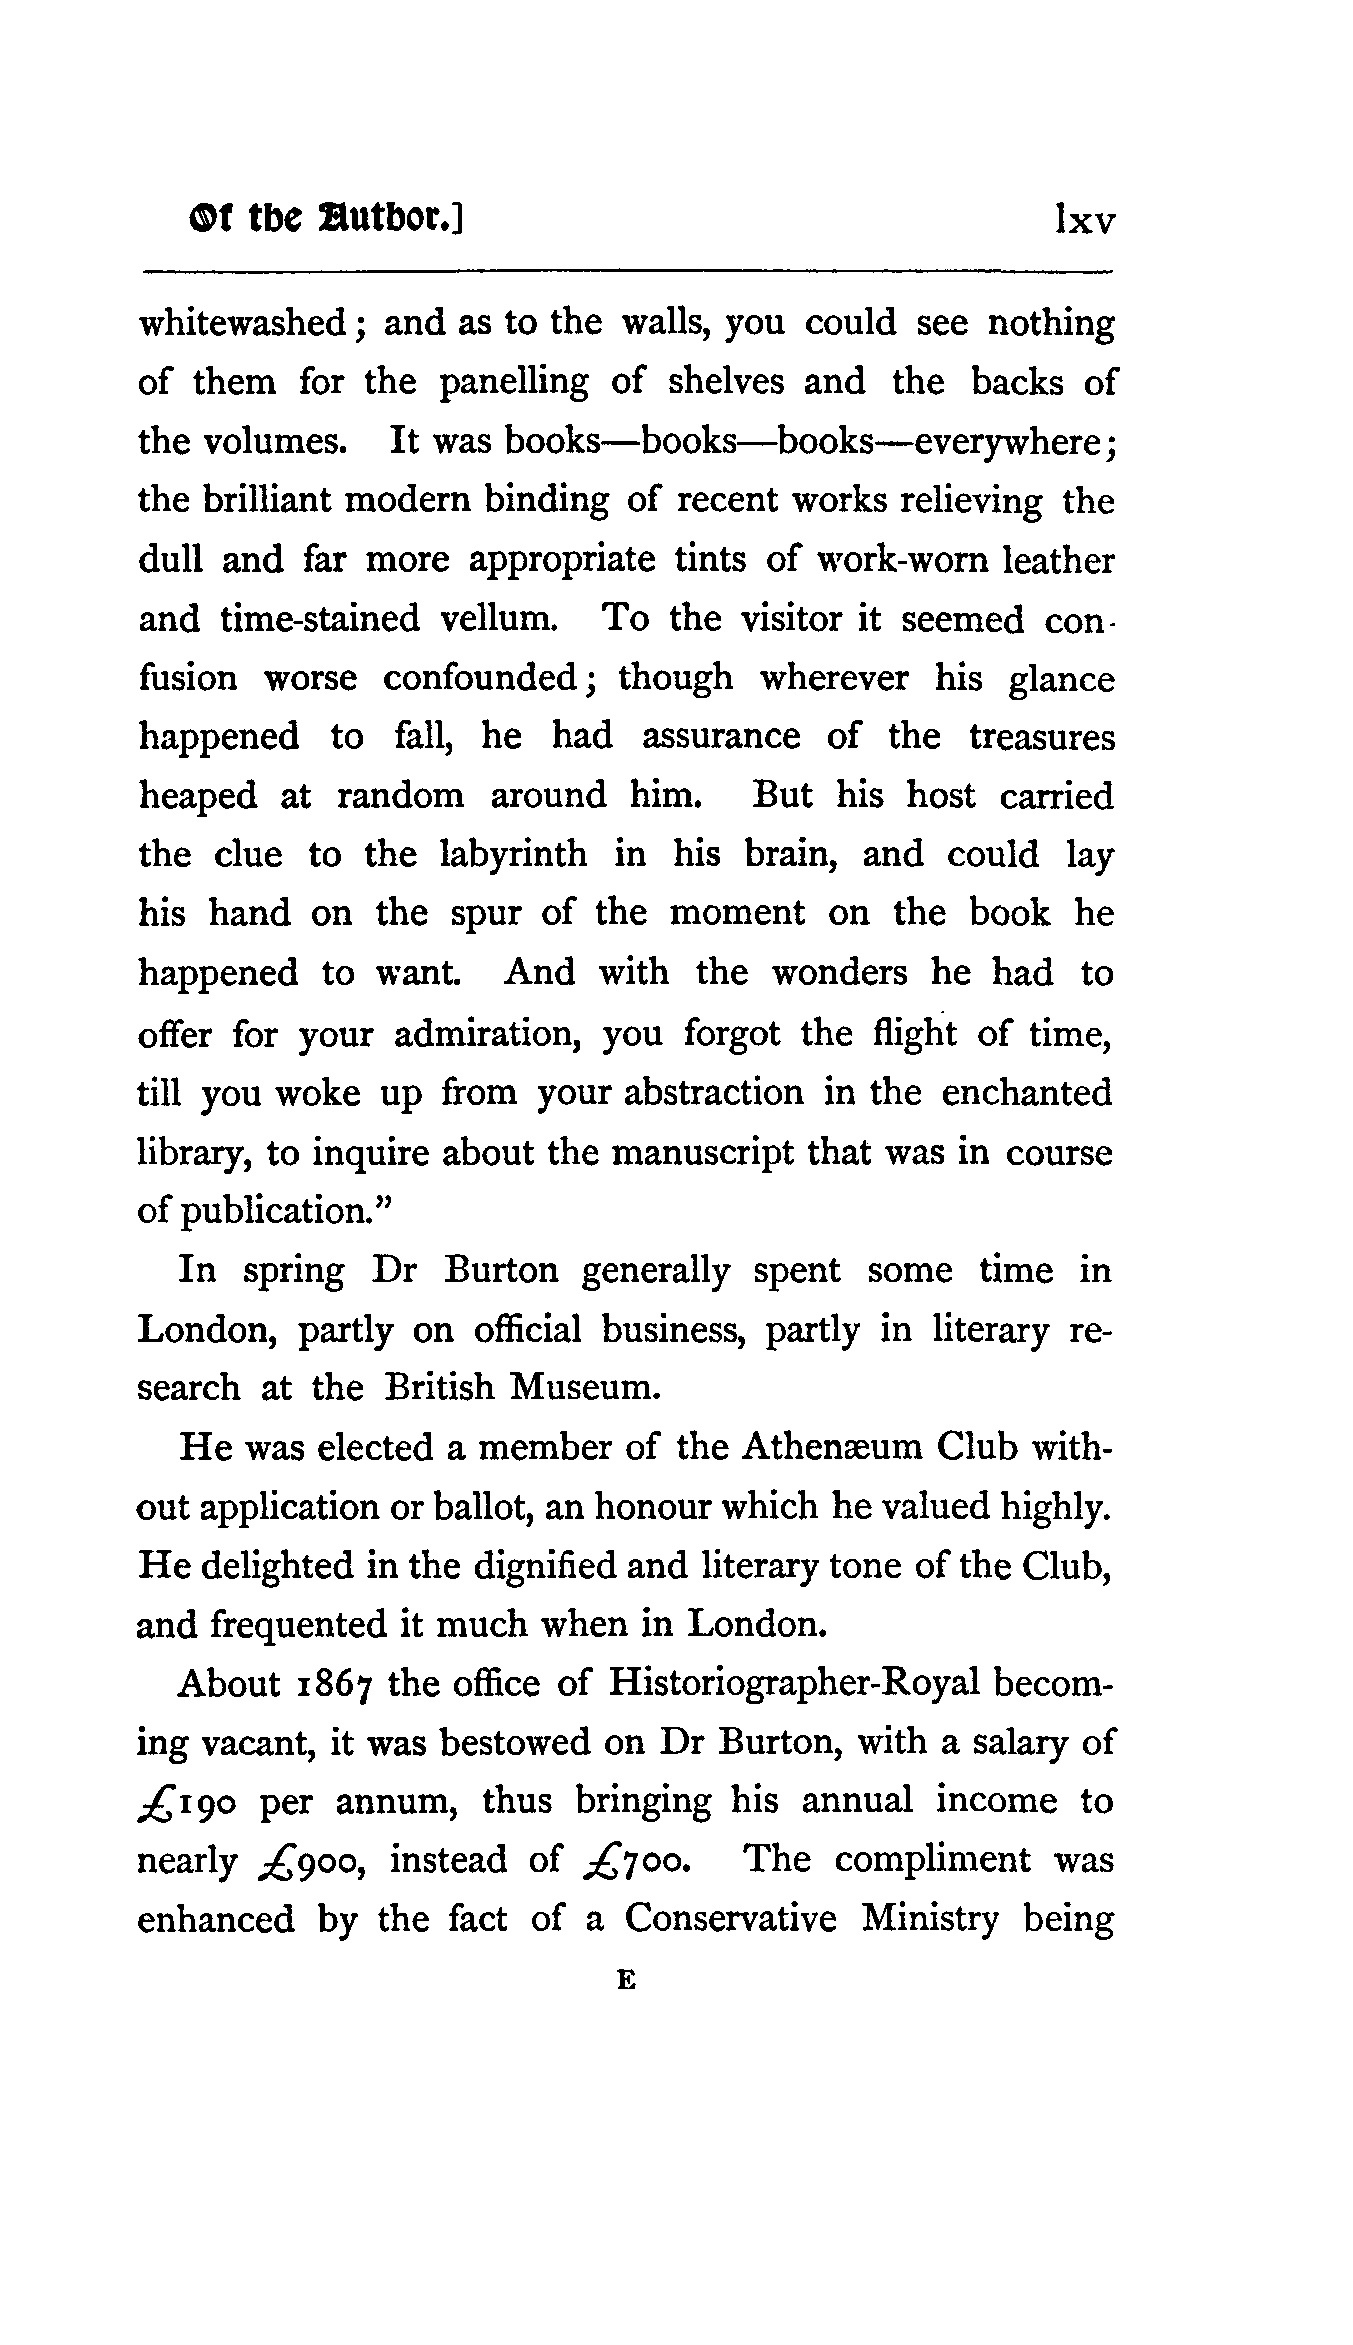 Of the Author.] lxv
whitewashed; and as to the walls, you could see nothing
of them for the panelling of shelves and the backs of
the volumes. It was books—books—books—everywhere;
the brilliant modern binding of recent works relieving the
dull and far more appropriate tints of work-worn leather
and time-stained vellum. To the visitor it seemed con-
fusion worse confounded; though wherever his glance
happened to fall, he had assurance of the treasures
heaped at random around him. But his host carried
the clue to the labyrinth in his brain, and could lay
his hand on the spur of the moment on the book he
happened to want. And with the wonders he had to
offer for your admiration, you forgot the flight of time,
till you woke up from your abstraction in the enchanted
library, to inquire about the manuscript that was in course
of publication.”
In spring Dr Burton generally spent some time in
London, partly on official business, partly in literary re-
search at the British Museum.
He was elected a member of the Athenæum Club with-
out application or ballot, an honour which he valued highly.
He delighted in the dignified and literary tone of the Club,
and frequented it much when in London.
About 1867 the office of Historiographer-Royal becom-
ing vacant, it was bestowed on Dr Burton, with a salary of
£190 per annum, thus bringing his annual income to
nearly £900, instead of £700. The compliment was
enhanced by the fact of a Conservative Ministry being
E